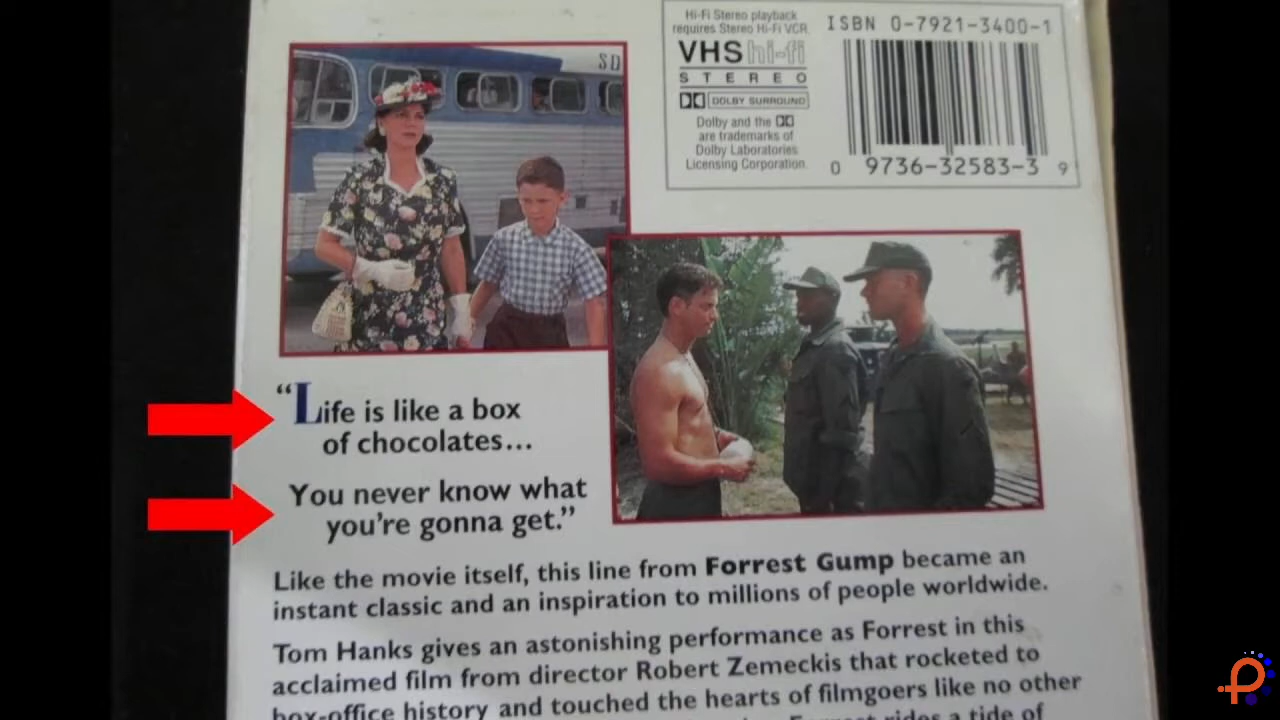 Hi-Fi Stereo playback
requires Stereo Hi-Fi VCR.
VHS hi-fi
STEREO
DOLBY SURROUND
Dolby and the
are trademarks of
Dolby Laboratories
Licensing Corporation.
ISBN 0-7921-3400-1
0 9736-32583-3 9
SD
“Life is like a box
of chocolates...
You never know what
you're gonna get.”
Like the movie itself, this line from Forrest Gump became an
instant classic and an inspiration to millions of people worldwide.
Tom Hanks gives an astonishing performance as Forrest in this
acclaimed film from director Robert Zemeckis that rocketed to
box-office history and touched the hearts of filmgoers like no other
Forrest rides a tide of